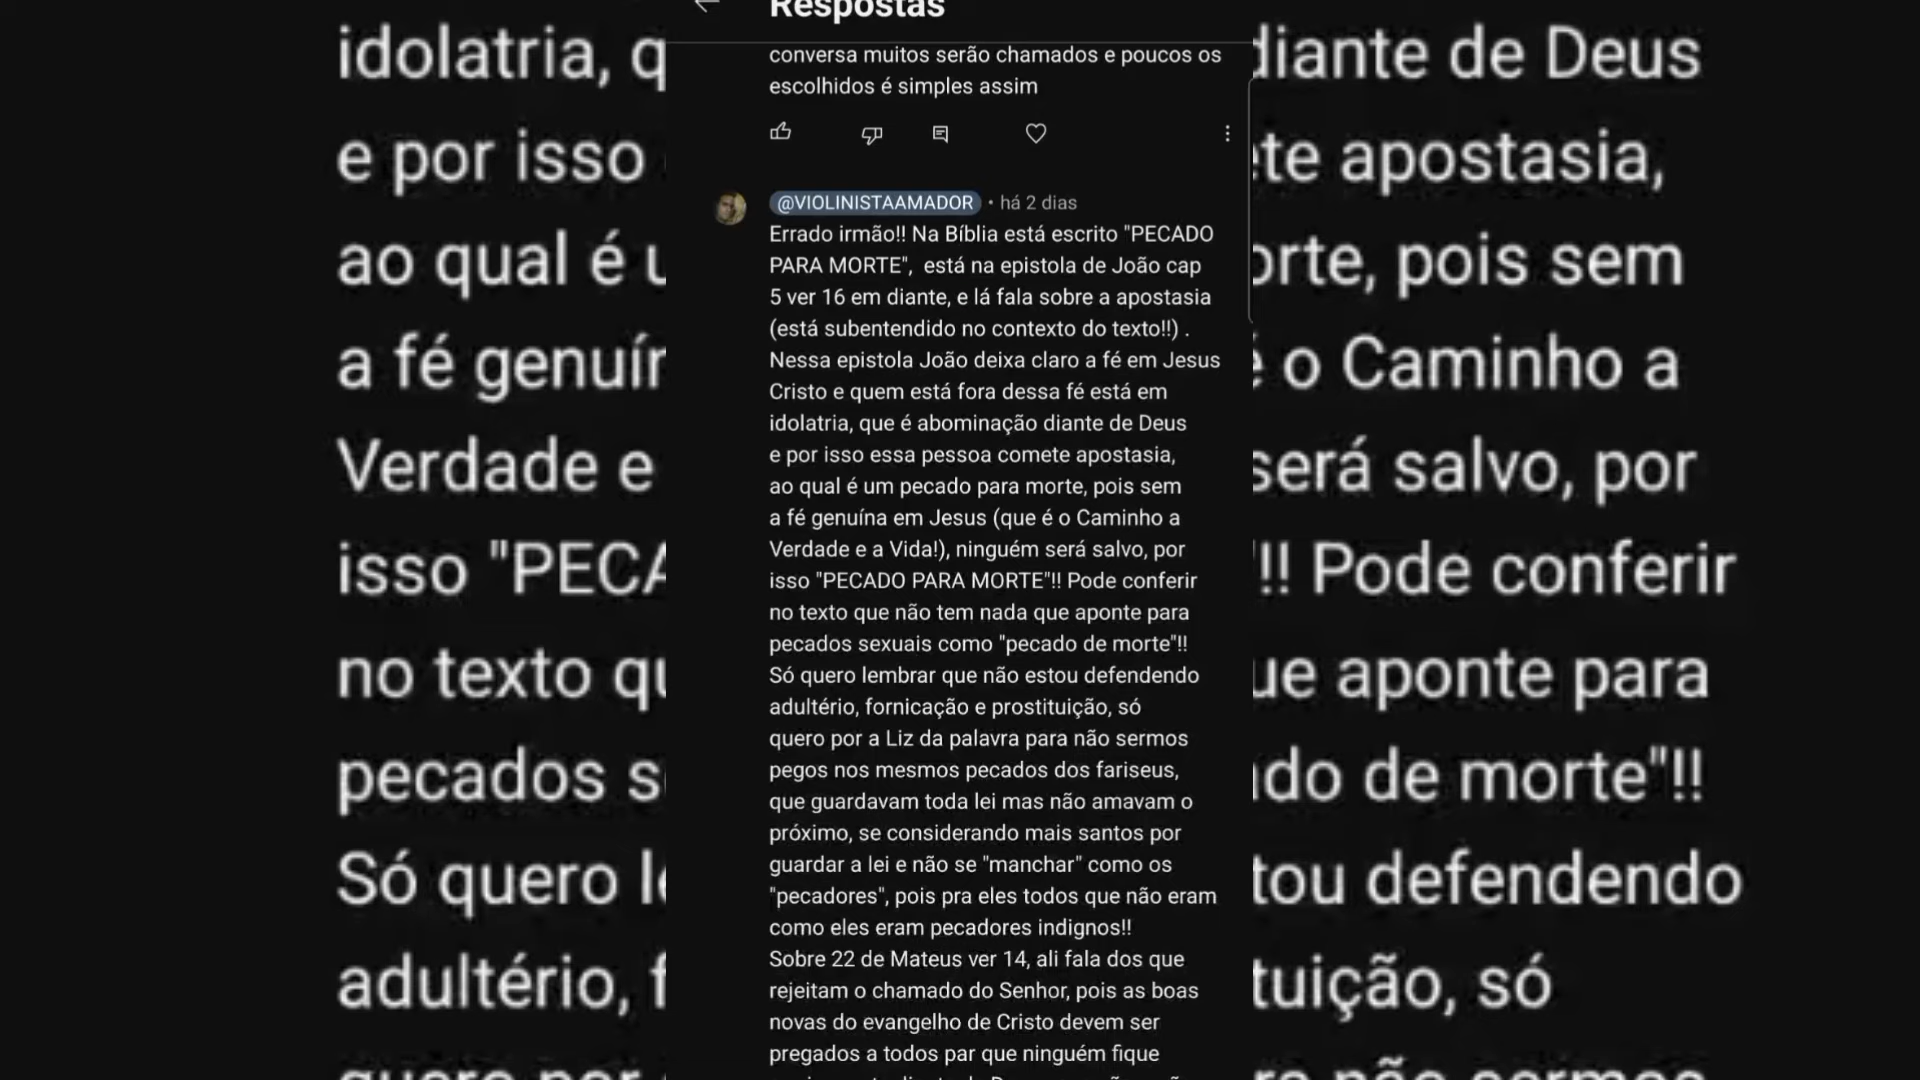 Respostas
conversa muitos serão chamados e poucos os
escolhidos é simples assim
@VIOLINISTAAMADOR • há 2 dias
Errado irmão!! Na Bíblia está escrito "PECADO
PARA MORTE", está na epistola de João cap
5 ver 16 em diante, e lá fala sobre a apostasia
(está subentendido no contexto do texto!!) .
Nessa epistola João deixa claro a fé em Jesus
Cristo e quem está fora dessa fé está em
idolatria, que é abominação diante de Deus
e por isso essa pessoa comete apostasia,
ao qual é um pecado para morte, pois sem
a fé genuína em Jesus (que é o Caminho a
Verdade e a Vida!), ninguém será salvo, por
isso "PECADO PARA MORTE"!! Pode conferir
no texto que não tem nada que aponte para
pecados sexuais como "pecado de morte"!!
Só quero lembrar que não estou defendendo
adultério, fornicação e prostituição, só
quero por a Liz da palavra para não sermos
pegos nos mesmos pecados dos fariseus,
que guardavam toda lei mas não amavam o
próximo, se considerando mais santos por
guardar a lei e não se "manchar" como os
"pecadores", pois pra eles todos que não eram
como eles eram pecadores indignos!!
Sobre 22 de Mateus ver 14, ali fala dos que
rejeitam o chamado do Senhor, pois as boas
novas do evangelho de Cristo devem ser
pregados a todos par que ninguém fique
idolatria, q
e por isso
ao qual é u
a fé genuír
Verdade e
isso "PECA
no texto qu
pecados s
Só quero le
adultério, f
diante de Deus
te apostasia,
orte, pois sem
é o Caminho a
será salvo, por
"!! Pode conferir
ue aponte para
do de morte"!!
tou defendendo
tuição, só